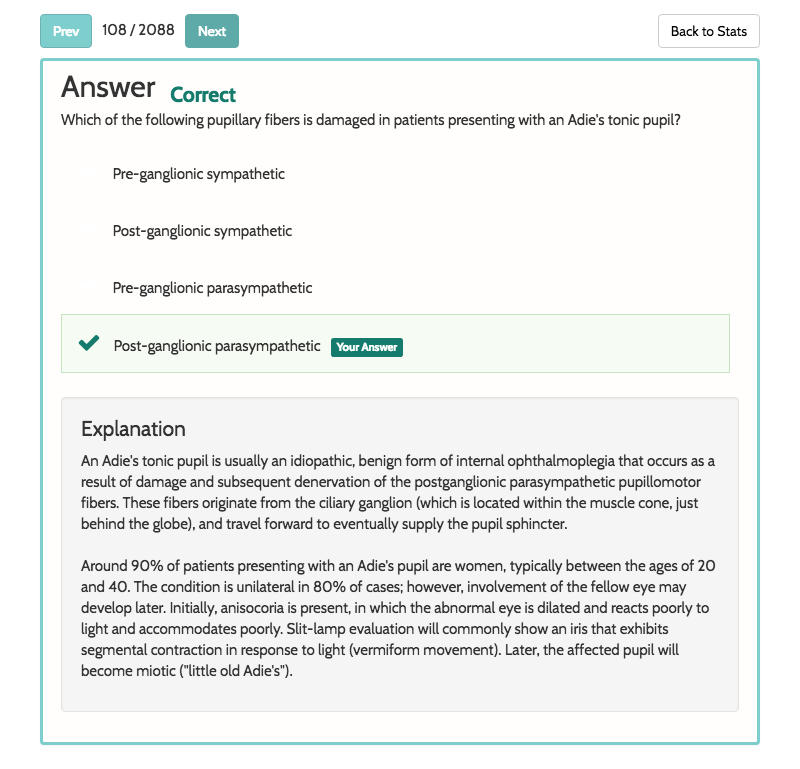 Prev 108 / 2088 Next Back to Stats
Answer Correct
Which of the following pupillary fibers is damaged in patients presenting with an Adie's tonic pupil?
Pre-ganglionic sympathetic
Post-ganglionic sympathetic
Pre-ganglionic parasympathetic
Post-ganglionic parasympathetic Your Answer
Explanation
An Adie's tonic pupil is usually an idiopathic, benign form of internal ophthalmoplegia that occurs as a
result of damage and subsequent denervation of the postganglionic parasympathetic pupillomotor
fibers. These fibers originate from the ciliary ganglion (which is located within the muscle cone, just
behind the globe), and travel forward to eventually supply the pupil sphincter.
Around 90% of patients presenting with an Adie's pupil are women, typically between the ages of 20
and 40. The condition is unilateral in 80% of cases; however, involvement of the fellow eye may
develop later. Initially, anisocoria is present, in which the abnormal eye is dilated and reacts poorly to
light and accommodates poorly. Slit-lamp evaluation will commonly show an iris that exhibits
segmental contraction in response to light (vermiform movement). Later, the affected pupil will
become miotic ("little old Adie's").